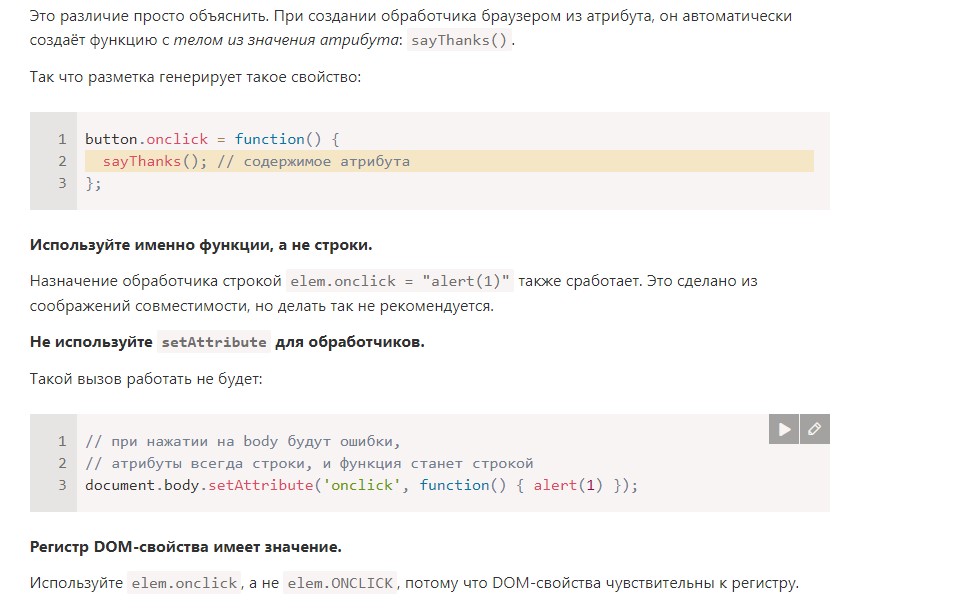 Это различие просто объяснить. При создании обработчика браузером из атрибута, он автоматически
создаёт функцию с телом из значения атрибута: sayThanks().
Так что разметка генерирует такое свойство:
1 button.onclick = function() {
2 sayThanks(); // содержимое атрибута
3 };
Используйте именно функции, а не строки.
Назначение обработчика строкой elem.onclick = "alert(1)" также сработает. Это сделано из
соображений совместимости, но делать так не рекомендуется.
Не используйте setAttribute для обработчиков.
Такой вызов работать не будет:
1 // при нажатии на body будут ошибки,
2 // атрибуты всегда строки, и функция станет строкой
3 document.body.setAttribute('onclick', function() { alert(1) });
Регистр DOM-свойства имеет значение.
Используйте elem.onclick, а не elem.ONCLICK, потому что DOM-свойства чувствительны к регистру.